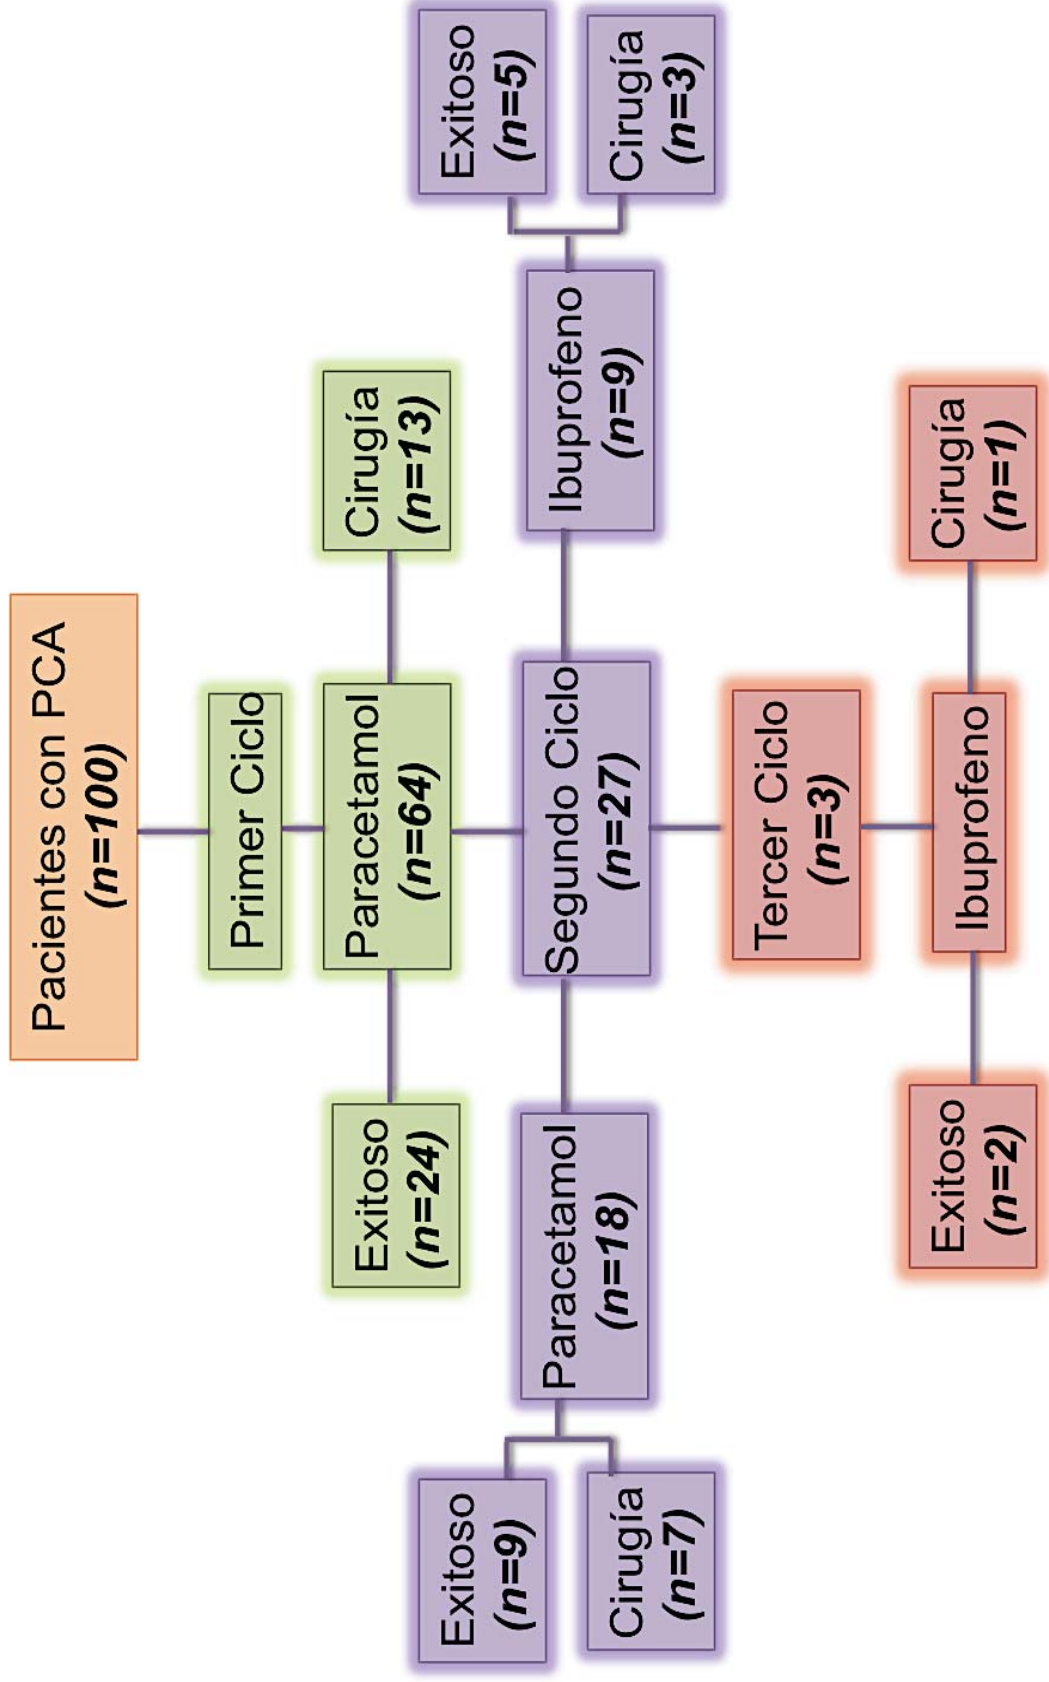 Pacientes con PCA
(n=100)
Primer Ciclo
Exitoso
(n=24)
Paracetamol
(n=64)
Cirugía
(n=13)
Exitoso
(n=9)
Cirugía
(n=7)
Paracetamol
(n=18)
Segundo Ciclo
(n=27)
Ibuprofeno
(n=9)
Exitoso
(n=5)
Cirugía
(n=3)
Tercer Ciclo
(n=3)
Exitoso
(n=2)
Ibuprofeno
Cirugía
(n=1)